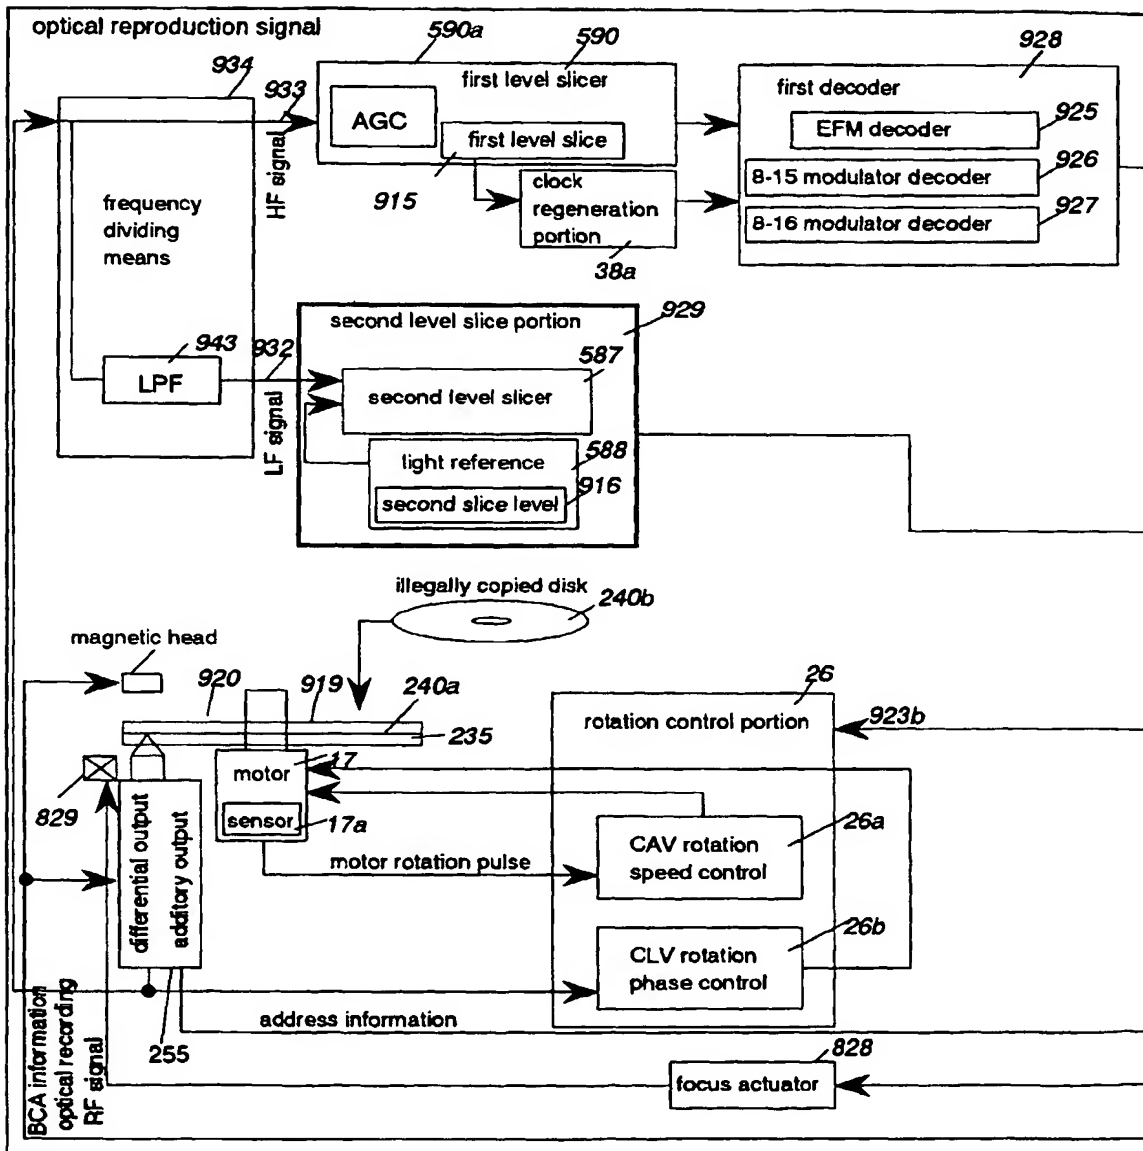 optical reproduction signal
590a
590
928
934
933
first level slicer
first decoder
AGC
first level slice
EFM decoder
925
HF signal
915
clock
regeneration
portion
8-15 modulator decoder
926
8-16 modulator decoder
927
frequency
dividing
means
38a
second level slice portion
929
943
932
587
LPF
second level slicer
LF signal
light reference
588
second slice level
916
illegally copied disk
240b
magnetic head
920
919
240a
26
rotation control portion
923b
235
829
motor
17
sensor
17a
CAV rotation
speed control
26a
motor rotation pulse
differential output
additory output
CLV rotation
phase control
26b
BCA information
optical recording
RF signal
255
address information
focus actuator
828